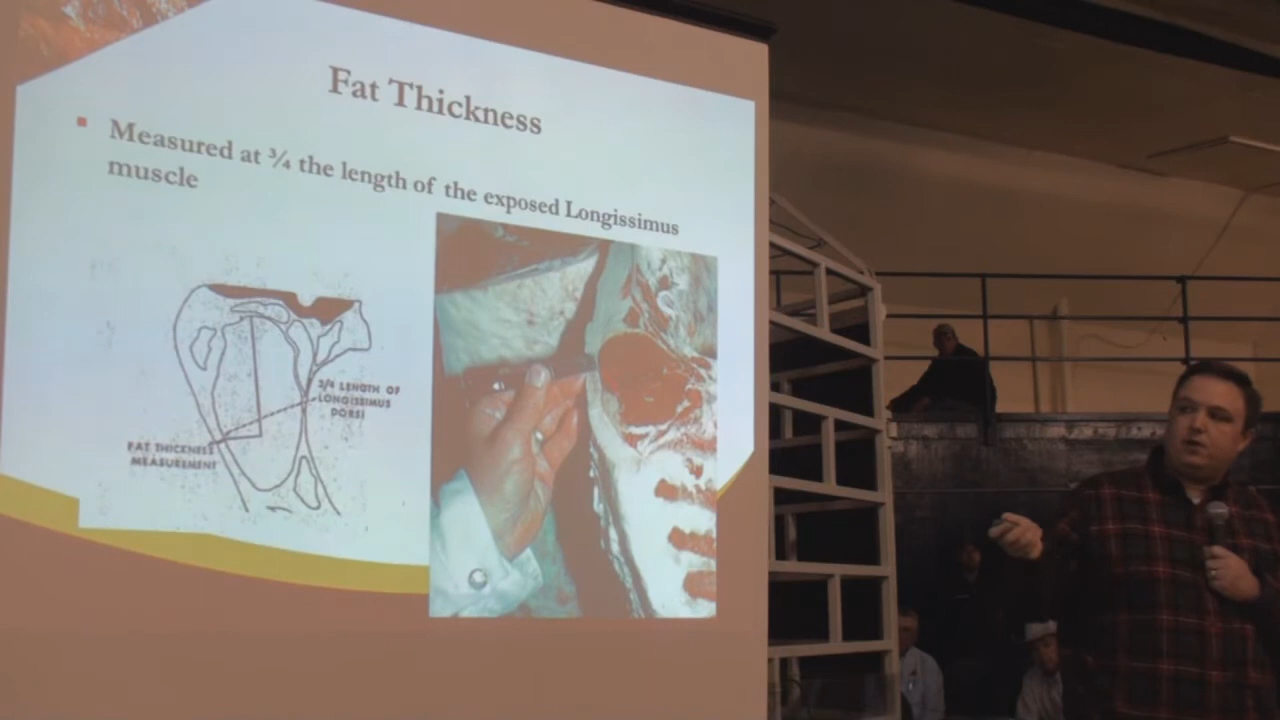 Fat Thickness
Measured at ¾ the length of the exposed Longissimus
muscle
3/4 LENGTH OF
LONGISSIMUS
DORSI
FAT THICKNESS
MEASUREMENT